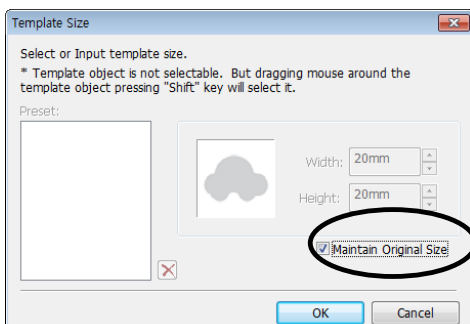 Template Size
Select or Input template size.
* Template object is not selectable. But dragging mouse around the
template object pressing "Shift" key will select it.
Preset:
Width: 20mm
Height: 20mm
Maintain Original Size
OK Cancel